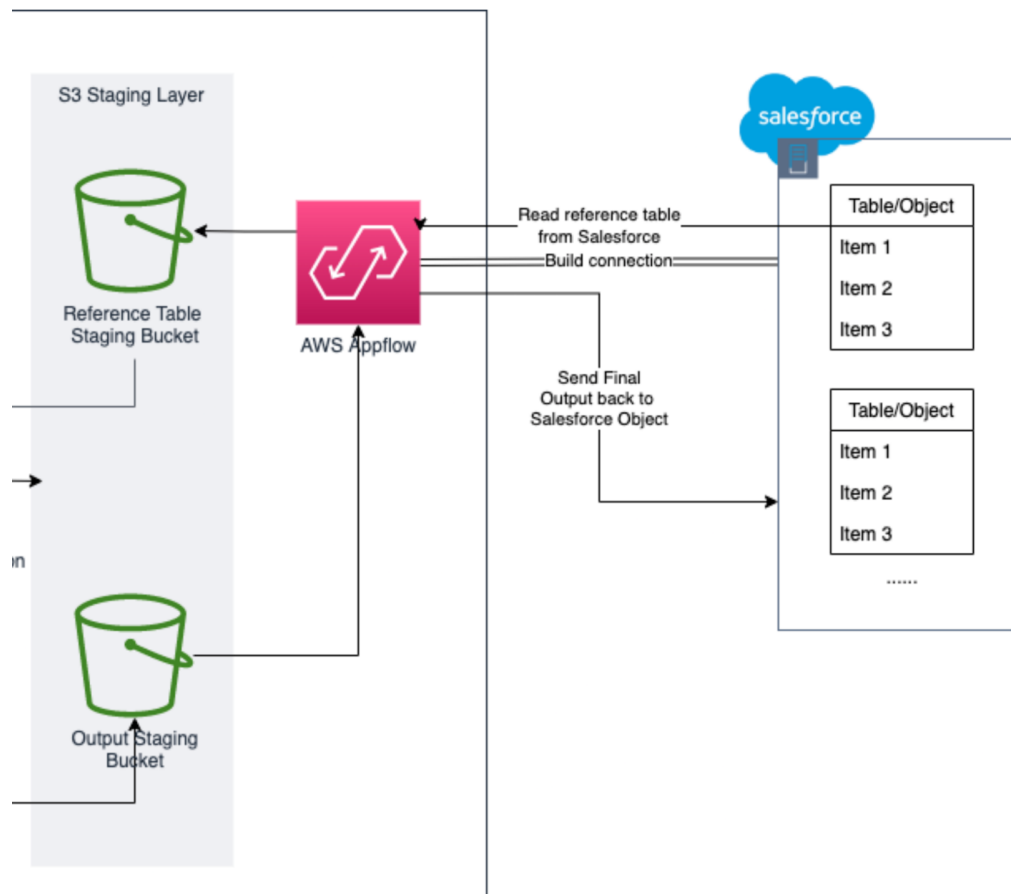 S3 Staging Layer
salesforce
Reference Table
Staging Bucket
AWS Appflow
Read reference table
from Salesforce
Build connection
Send Final
Output back to
Salesforce Object
Table/Object
Item 1
Item 2
Item 3
Table/Object
Item 1
Item 2
Item 3
......
on
Output Staging
Bucket